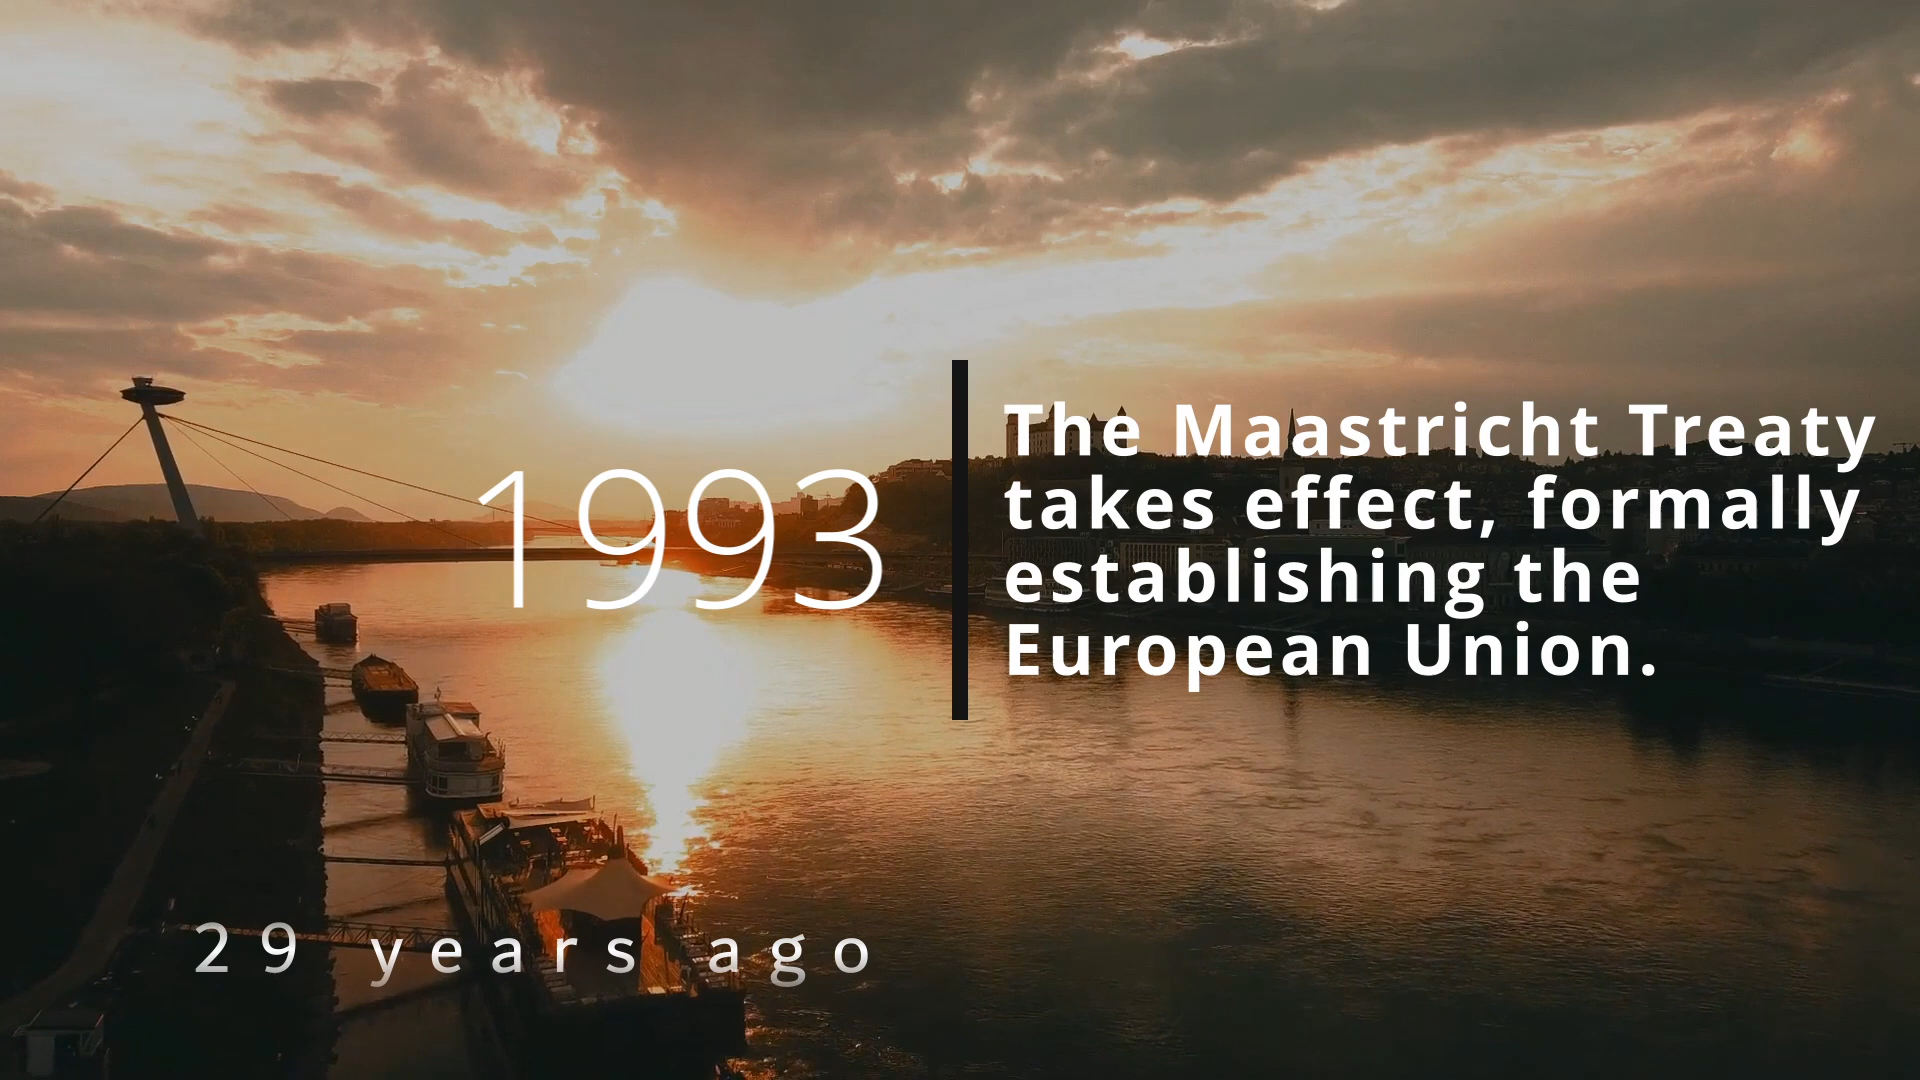 1993
The Maastricht Treaty
takes effect, formally
establishing the
European Union.
29 years ago